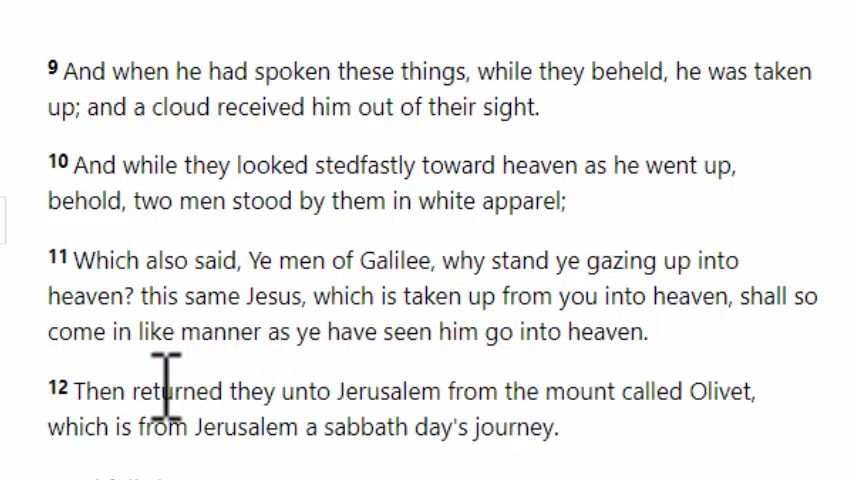 9 And when he had spoken these things, while they beheld, he was taken
up; and a cloud received him out of their sight.
10 And while they looked stedfastly toward heaven as he went up,
behold, two men stood by them in white apparel;
11 Which also said, Ye men of Galilee, why stand ye gazing up into
heaven? this same Jesus, which is taken up from you into heaven, shall so
come in like manner as ye have seen him go into heaven.
12 Then returned they unto Jerusalem from the mount called Olivet,
which is from Jerusalem a sabbath day's journey.